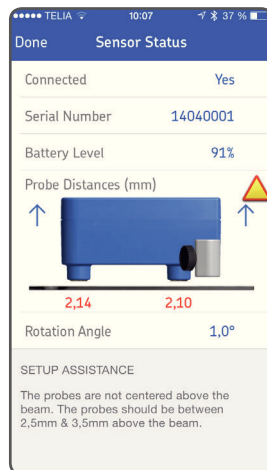 TELIA 10:07 37 %
Done Sensor Status
Connected Yes
Serial Number 14040001
Battery Level 91%
Probe Distances (mm)
2,14 2,10
Rotation Angle 1,0°
SETUP ASSISTANCE
The probes are not centered above the
beam. The probes should be between
2,5mm & 3,5mm above the beam.